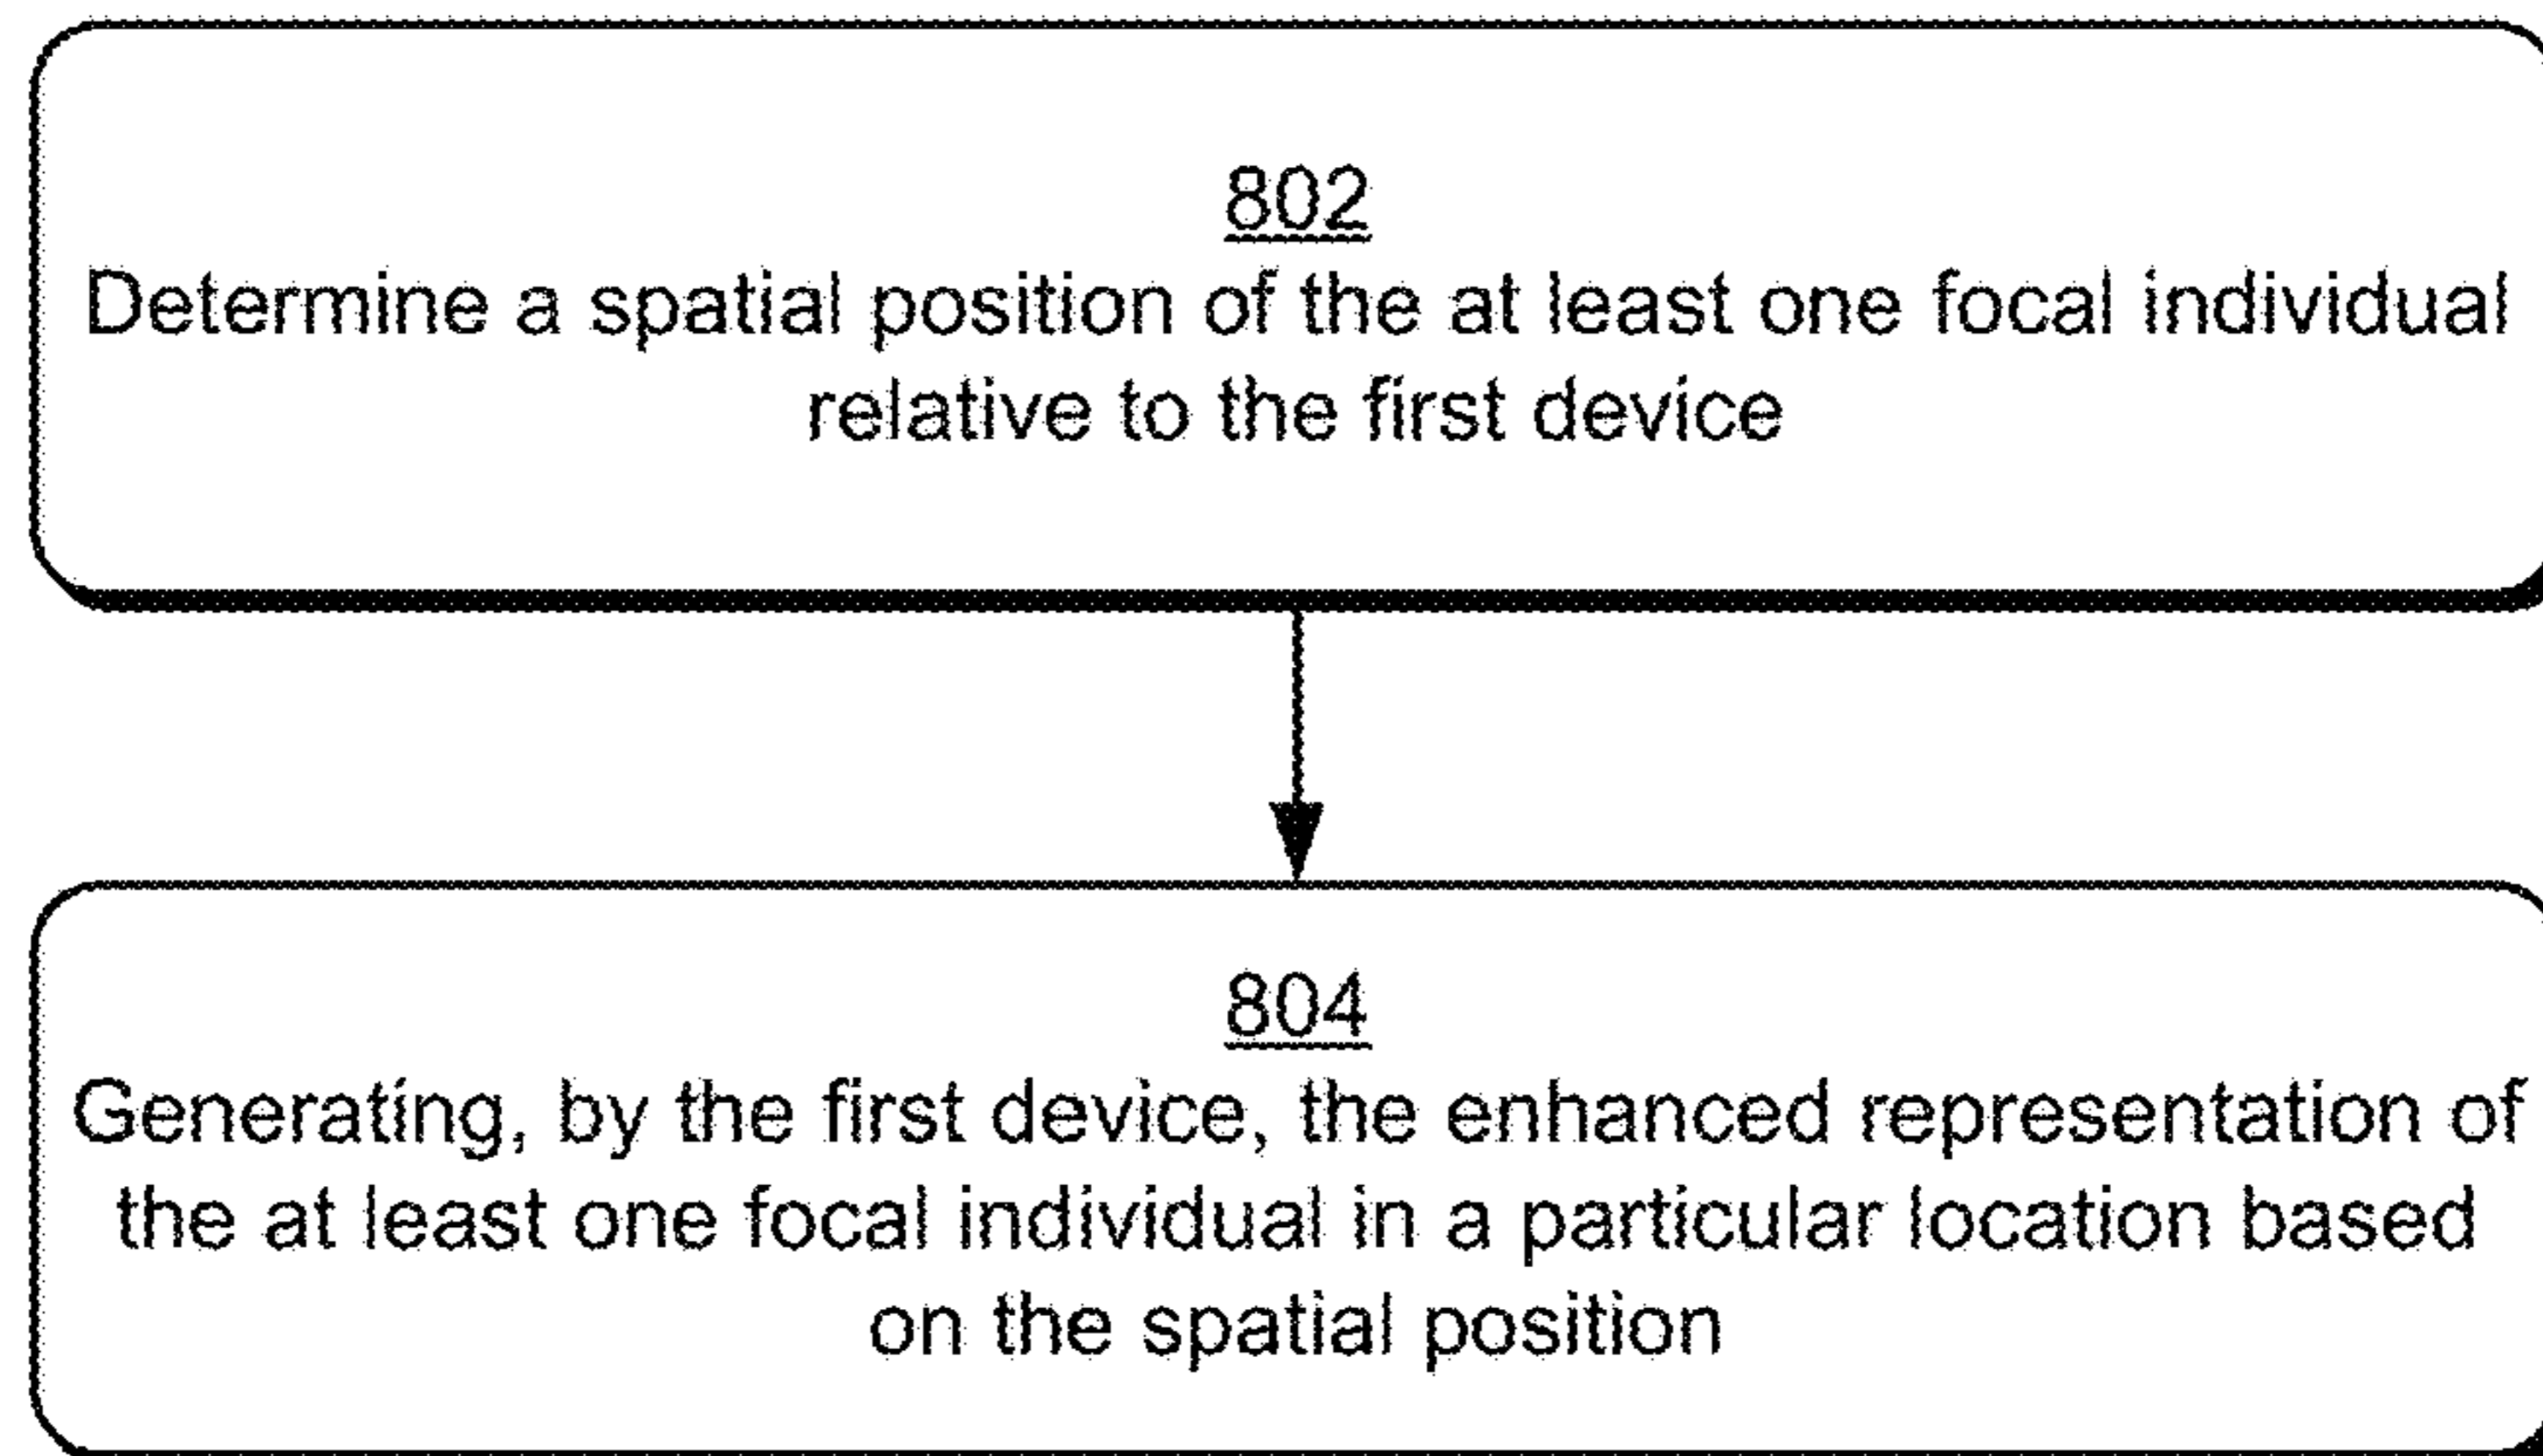 802
Determine a spatial position of the at least one focal individual
relative to the first device
804
Generating, by the first device, the enhanced representation of
the at least one focal individual in a particular location based
on the spatial position